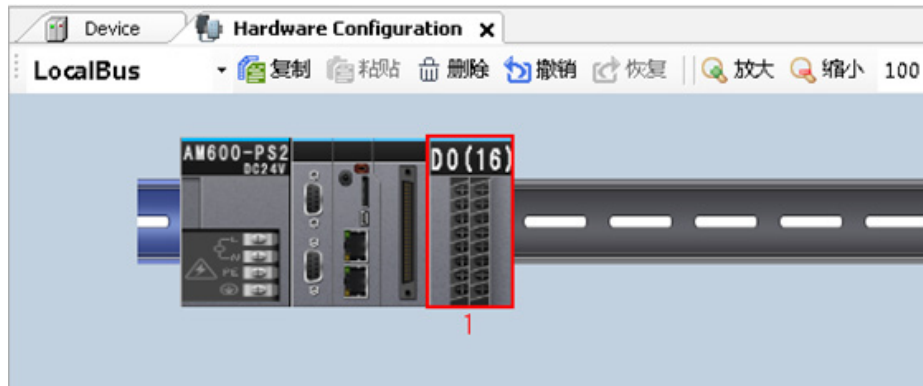 Device Hardware Configuration x
LocalBus 复制 粘贴 删除 撤销 恢复 放大 缩小 100
AM600-PS2 DO(16)
DC24V
L
N
PE
1